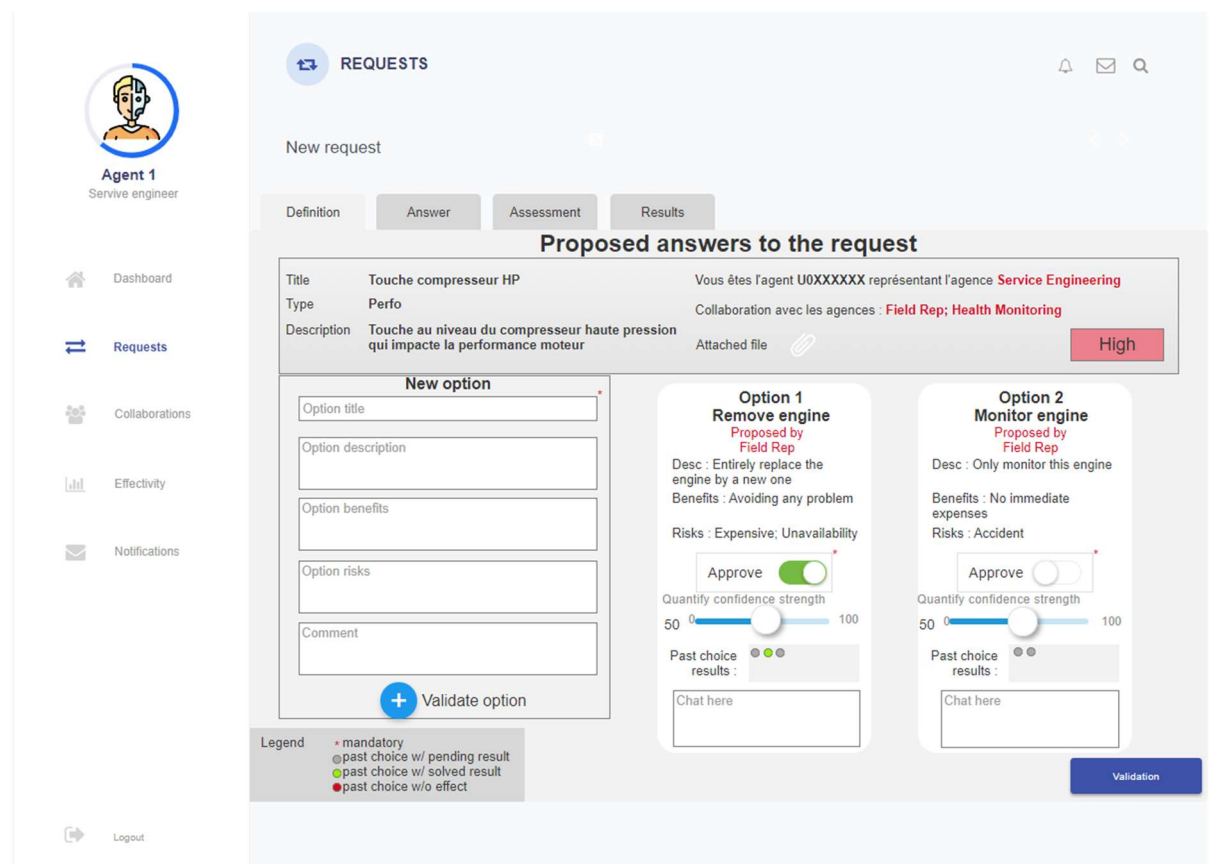 REQUESTS
Agent 1
Servive engineer
New request
Definition Answer Assessment Results
Dashboard
Requests
Collaborations
Effectivity
Notifications
Logout
Proposed answers to the request
Title Touche compresseur HP
Type Perfo
Description Touche au niveau du compresseur haute pression
qui impacte la performance moteur
Vous êtes l'agent U0XXXXXX représentant l'agence Service Engineering
Collaboration avec les agences : Field Rep; Health Monitoring
Attached file
High
New option
*
Option title
Option description
Option benefits
Option risks
Comment
+ Validate option
Option 1
Remove engine
Proposed by
Field Rep
Desc : Entirely replace the
engine by a new one
Benefits : Avoiding any problem
Risks : Expensive; Unavailability
*
Approve
Quantify confidence strength
50 0 100
Past choice
results :
Chat here
Option 2
Monitor engine
Proposed by
Field Rep
Desc : Only monitor this engine
Benefits : No immediate
expenses
Risks : Accident
*
Approve
Quantify confidence strength
50 0 100
Past choice
results :
Chat here
Legend * mandatory
past choice w/ pending result
past choice w/ solved result
past choice w/o effect
Validation